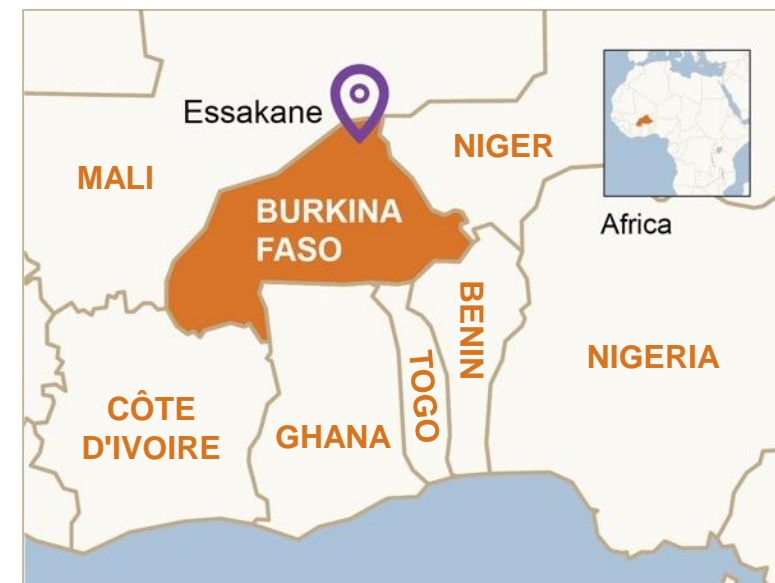 Essakane
NIGER
MALI
BURKINA
FASO
Africa
BENIN
NIGERIA
TOGO
CÔTE
D'IVOIRE
GHANA